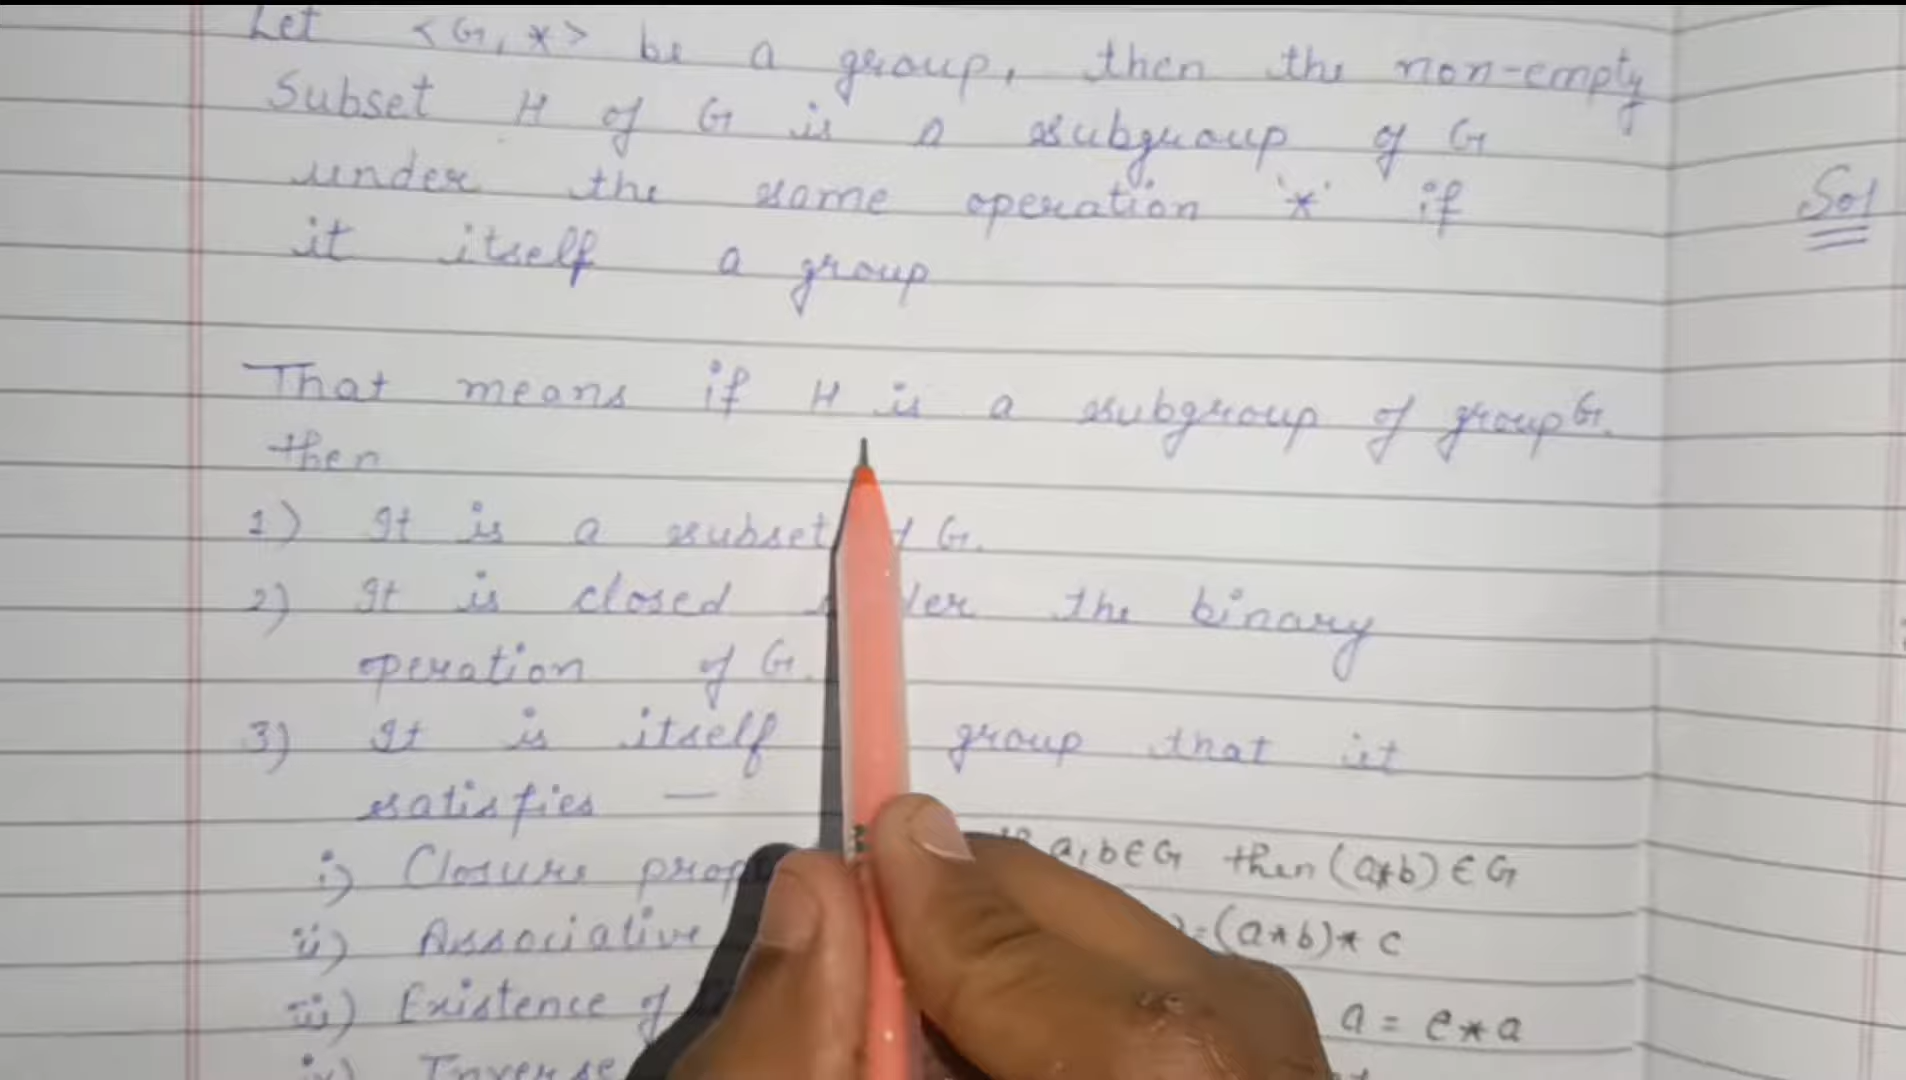 Let <G, *> be a group, then the non-empty
Subset H of G is a subgroup of G
under the same operation '*' if
it itself a group
That means if H is a subgroup of group G.
then
1) It is a subset G.
2) It is closed the binary
operation of G.
3) It is itself group that it
satisfies —
i) Closure a, b ∈ G then (a*b) ∈ G
ii) Associative =(a*b)* c
iii) Existence of a = e*a
iv) Inverse
Sol